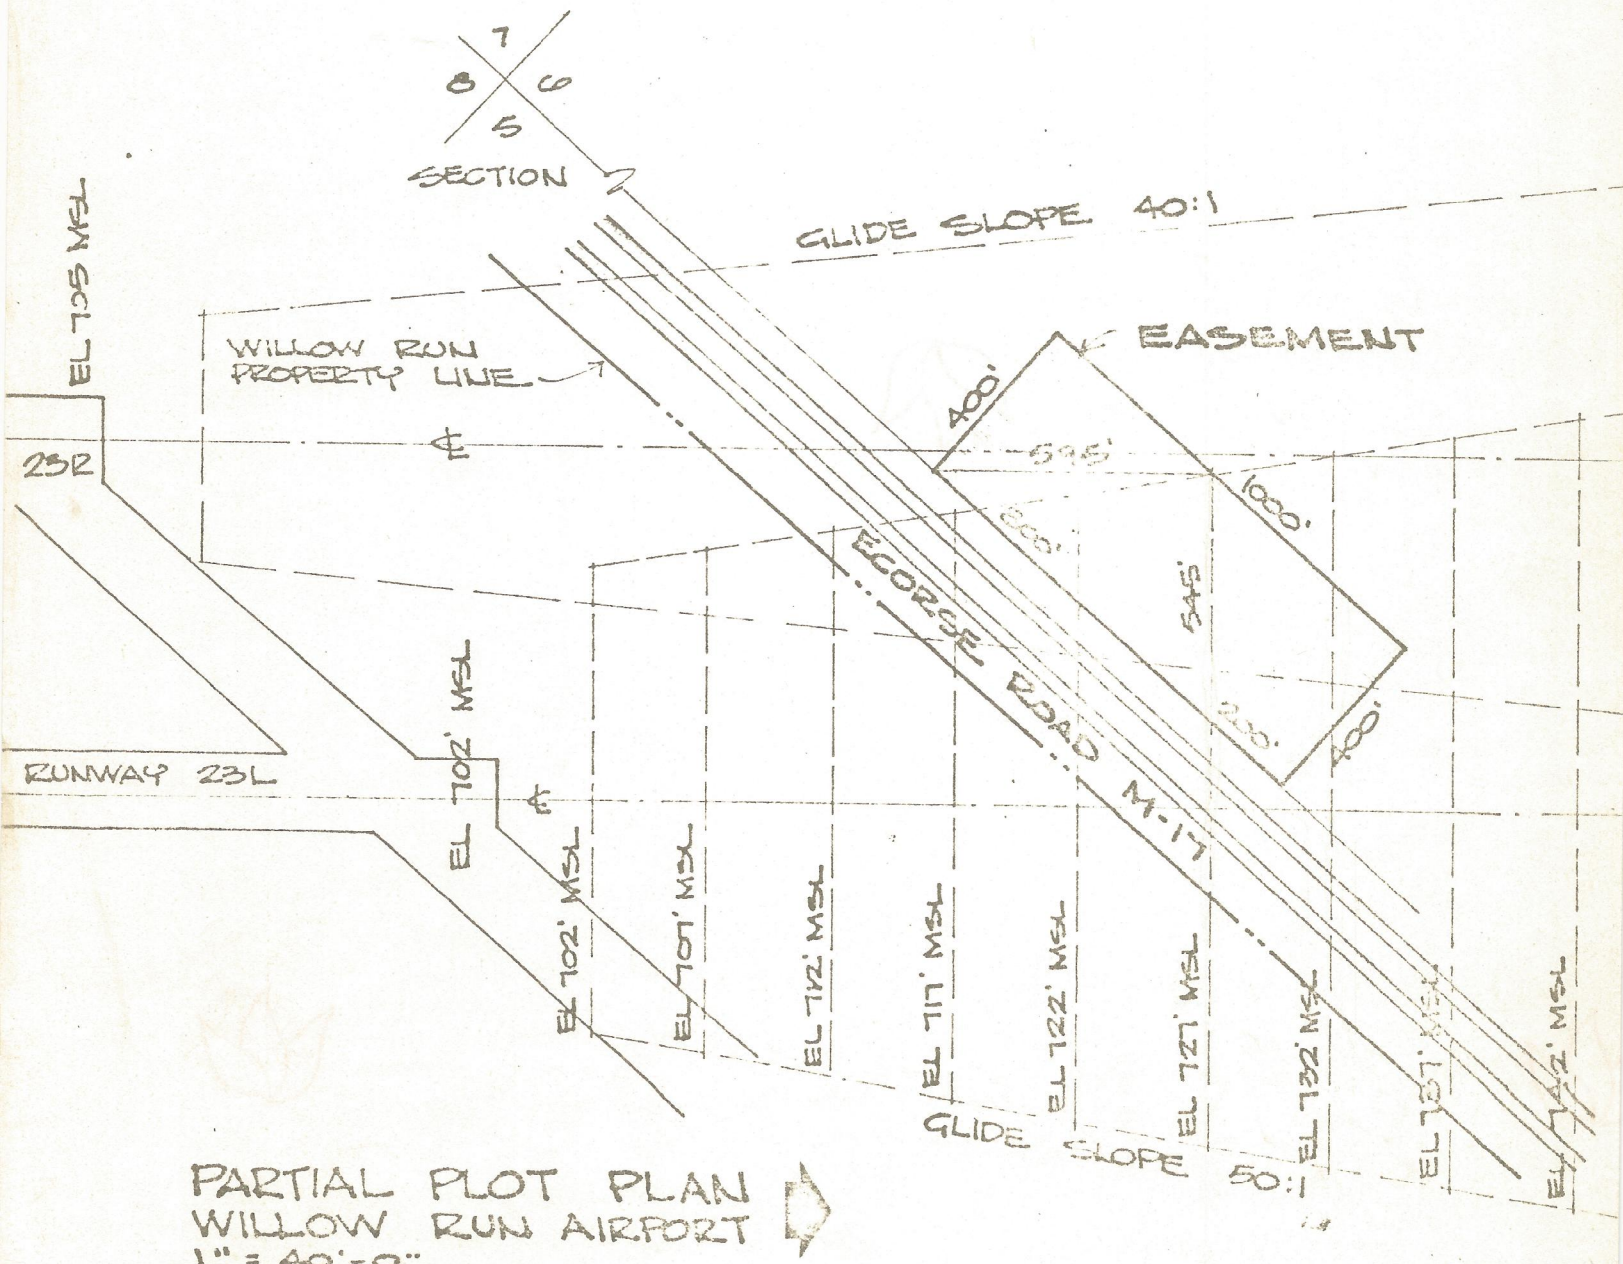 7
8 6
5
SECTION
EL 705 MSL
GLIDE SLOPE 40:1
WILLOW RUN
PROPERTY LINE
EASEMENT
400'
23R
℄
595'
1000'
800'
545'
ECORSE ROAD M-17
200'
400'
RUNWAY 23L
EL 702' MSL
℄
EL 702' MSL
EL 707' MSL
EL 712' MSL
EL 717' MSL
EL 722' MSL
EL 727' MSL
EL 732' MSL
EL 737' MSL
EL 742' MSL
GLIDE SLOPE 50:1
PARTIAL PLOT PLAN
WILLOW RUN AIRPORT